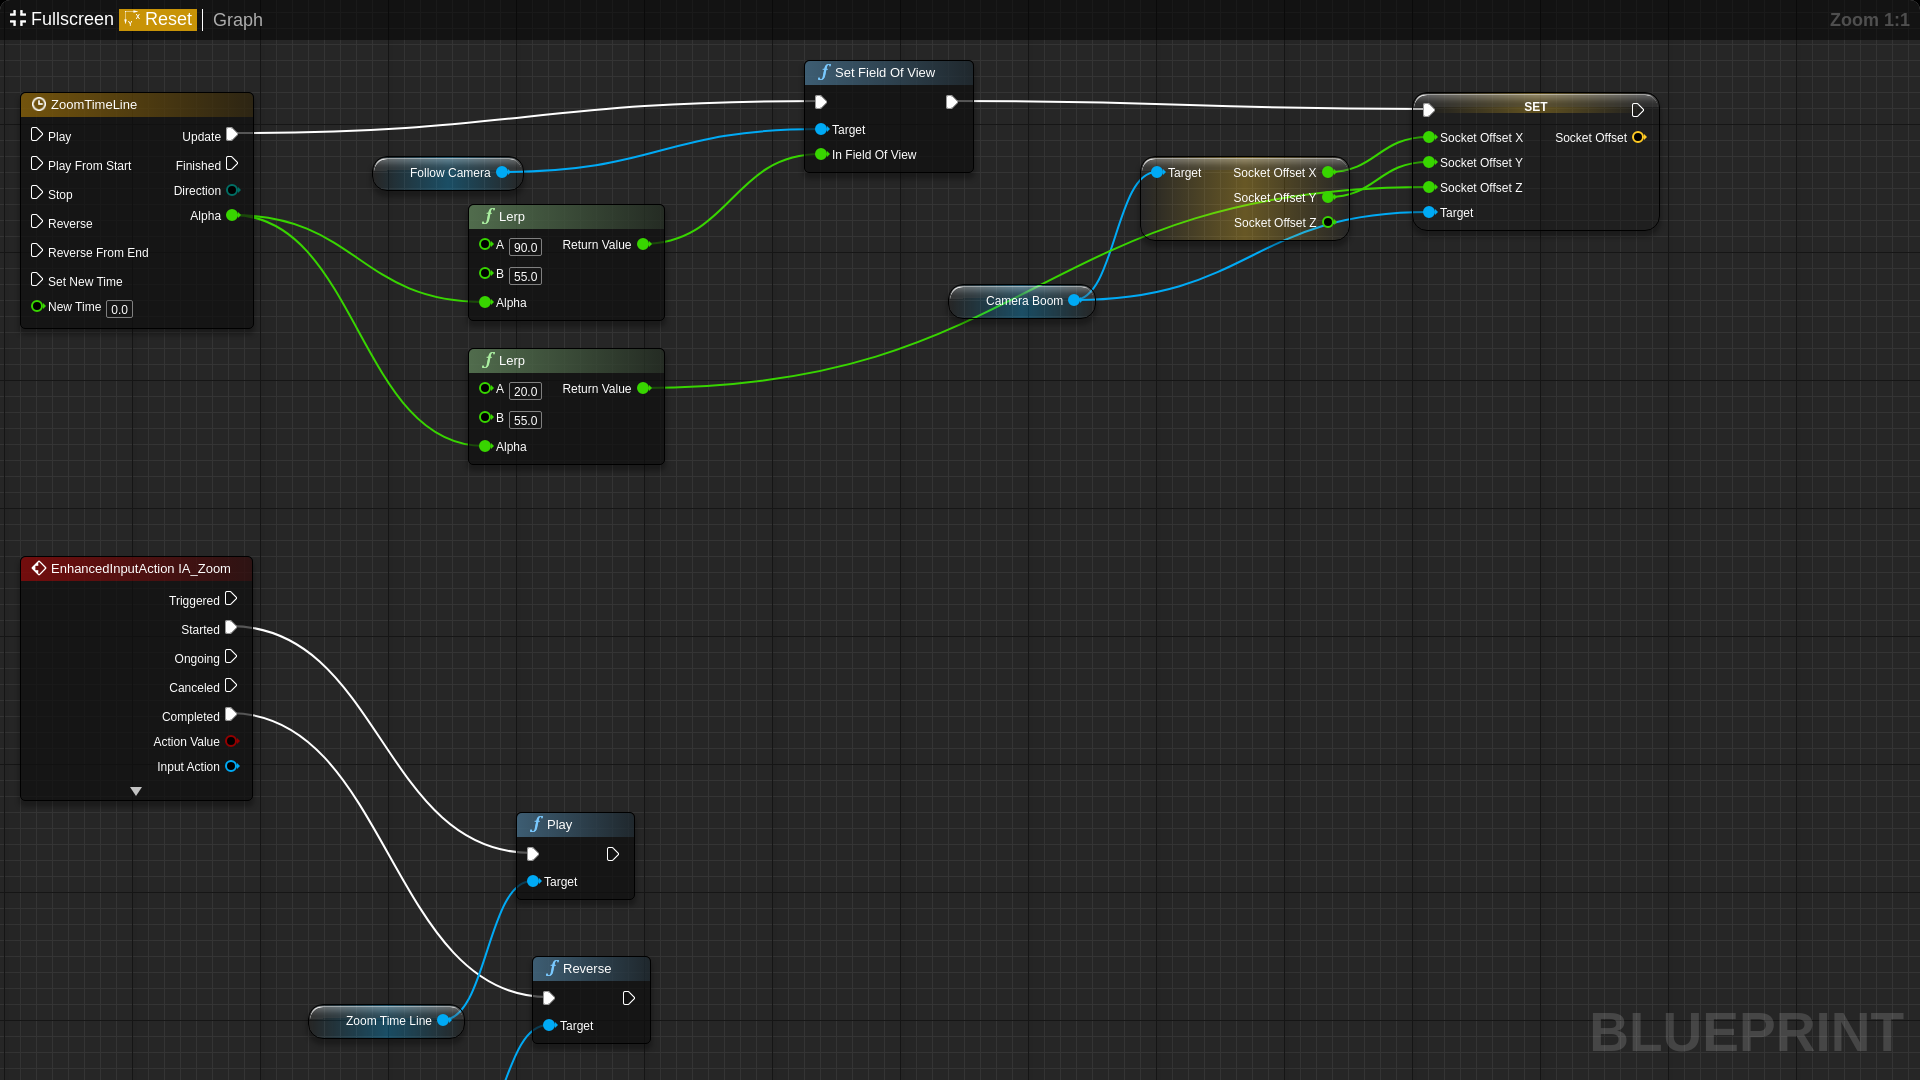 Fullscreen Reset Graph
Zoom 1:1
ZoomTimeLine
Play Update
Play From Start Finished
Stop Direction
Reverse Alpha
Reverse From End
Set New Time
New Time 0.0
Follow Camera
Set Field Of View
Target
In Field Of View
Lerp
A 90.0 Return Value
B 55.0
Alpha
Lerp
A 20.0 Return Value
B 55.0
Alpha
Camera Boom
Target Socket Offset X
Socket Offset Y
Socket Offset Z
SET
Socket Offset X Socket Offset
Socket Offset Y
Socket Offset Z
Target
EnhancedInputAction IA_Zoom
Triggered
Started
Ongoing
Canceled
Completed
Action Value
Input Action
Play
Target
Reverse
Target
Zoom Time Line
BLUEPRINT